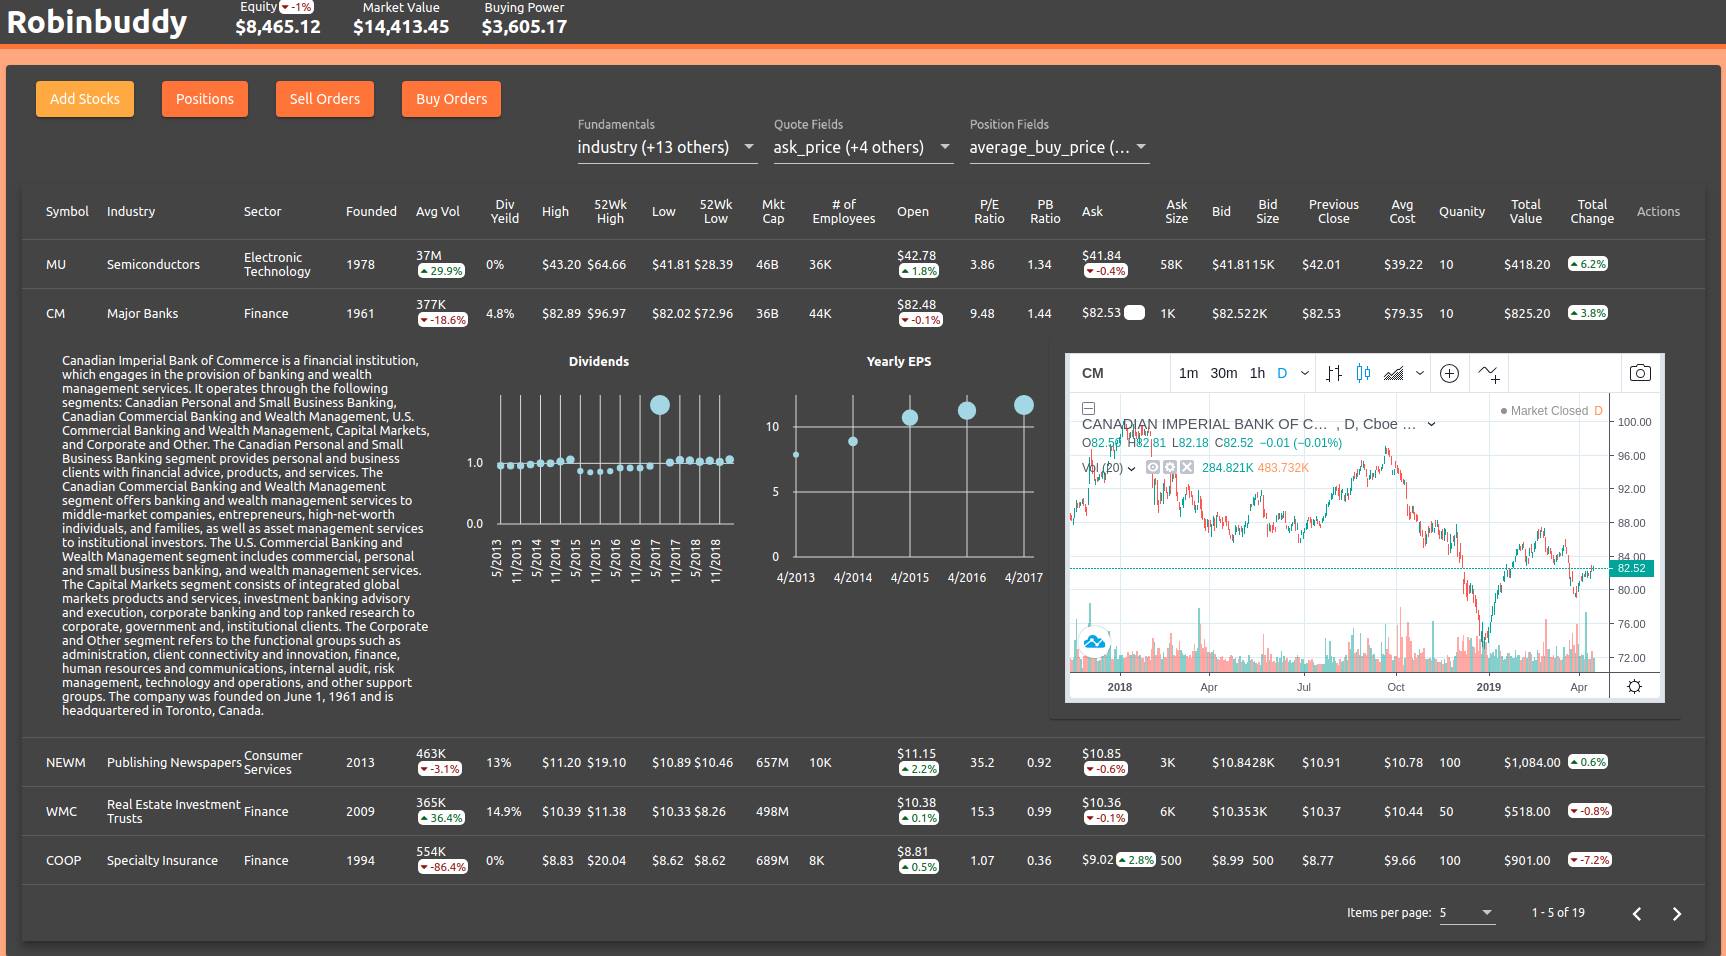 Robinbuddy
Equity -1%
$8,465.12
Market Value
$14,413.45
Buying Power
$3,605.17
Add Stocks
Positions
Sell Orders
Buy Orders
Fundamentals
industry (+13 others)
Quote Fields
ask_price (+4 others)
Position Fields
average_buy_price (...
Symbol Industry Sector Founded Avg Vol Div Yeild High 52Wk High Low 52Wk Low Mkt Cap # of Employees Open P/E Ratio PB Ratio Ask Ask Size Bid Bid Size Previous Close Avg Cost Quanity Total Value Total Change Actions
MU Semiconductors Electronic Technology 1978 37M 29.9% 0% $43.20 $64.66 $41.81 $28.39 46B 36K $42.78 1.8% 3.86 1.34 $41.84 -0.4% 58K $41.81 15K $42.01 $39.22 10 $418.20 6.2%
CM Major Banks Finance 1961 377K -18.6% 4.8% $82.89 $96.97 $82.02 $72.96 36B 44K $82.48 -0.1% 9.48 1.44 $82.53 1K $82.52 2K $82.53 $79.35 10 $825.20 3.8%
Canadian Imperial Bank of Commerce is a financial institution,
which engages in the provision of banking and wealth
management services. It operates through the following
segments: Canadian Personal and Small Business Banking,
Canadian Commercial Banking and Wealth Management, U.S.
Commercial Banking and Wealth Management, Capital Markets,
and Corporate and Other. The Canadian Personal and Small
Business Banking segment provides personal and business
clients with financial advice, products, and services. The
Canadian Commercial Banking and Wealth Management
segment offers banking and wealth management services to
middle-market companies, entrepreneurs, high-net-worth
individuals, and families, as well as asset management services
to institutional investors. The U.S. Commercial Banking and
Wealth Management segment includes commercial, personal
and small business banking, and wealth management services.
The Capital Markets segment consists of integrated global
markets products and services, investment banking advisory
and execution, corporate banking and top ranked research to
corporate, government and, institutional clients. The Corporate
and Other segment refers to the functional groups such as
administration, client connectivity and innovation, finance,
human resources and communications, internal audit, risk
management, technology and operations, and other support
groups. The company was founded on June 1, 1961 and is
headquartered in Toronto, Canada.
Dividends
1.0
0.0
5/2013 11/2013 5/2014 11/2014 5/2015 11/2015 5/2016 11/2016 5/2017 11/2017 5/2018 11/2018
Yearly EPS
10
5
0
4/2013 4/2014 4/2015 4/2016 4/2017
CM 1m 30m 1h D
Market Closed D
CANADIAN IMPERIAL BANK OF C... , D, Cboe ...
O82.50 H82.81 L82.18 C82.52 −0.01 (−0.01%)
Vol (20) 284.821K 483.732K
100.00
96.00
92.00
88.00
84.00
82.52
80.00
76.00
72.00
2018 Apr Jul Oct 2019 Apr
NEWM Publishing Newspapers Consumer Services 2013 463K -3.1% 13% $11.20 $19.10 $10.89 $10.46 657M 10K $11.15 2.2% 35.2 0.92 $10.85 -0.6% 3K $10.84 28K $10.91 $10.78 100 $1,084.00 0.6%
WMC Real Estate Investment Trusts Finance 2009 365K 36.4% 14.9% $10.39 $11.38 $10.33 $8.26 498M $10.38 0.1% 15.3 0.99 $10.36 -0.1% 6K $10.35 3K $10.37 $10.44 50 $518.00 -0.8%
COOP Specialty Insurance Finance 1994 554K -86.4% 0% $8.83 $20.04 $8.62 $8.62 689M 8K $8.81 0.5% 1.07 0.36 $9.02 2.8% 500 $8.99 500 $8.77 $9.66 100 $901.00 -7.2%
Items per page: 5 1 - 5 of 19